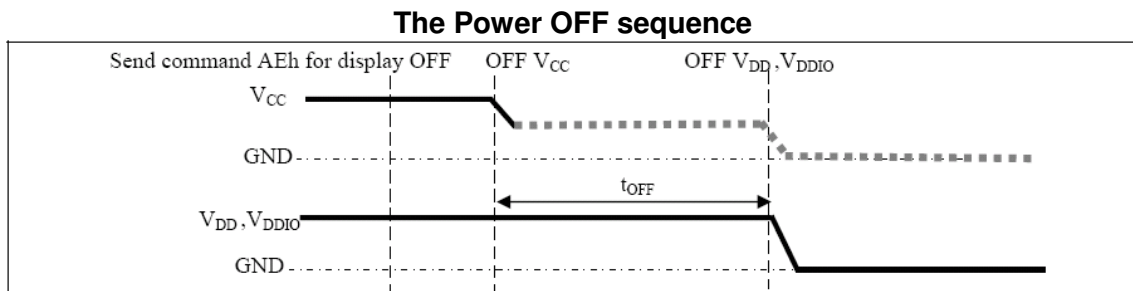 The Power OFF sequence
Send command AEh for display OFF OFF VCC OFF VDD ,VDDIO
VCC
GND
tOFF
VDD ,VDDIO
GND